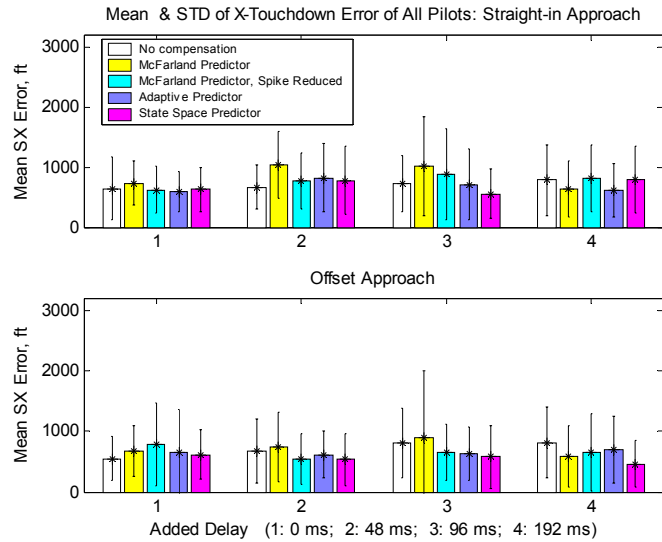 Mean & STD of X-Touchdown Error of All Pilots: Straight-in Approach
3000
2000
1000
0
Mean SX Error, ft
No compensation
McFarland Predictor
McFarland Predictor, Spike Reduced
Adaptive Predictor
State Space Predictor
1 2 3 4
Offset Approach
3000
2000
1000
0
Mean SX Error, ft
1 2 3 4
Added Delay (1: 0 ms; 2: 48 ms; 3: 96 ms; 4: 192 ms)